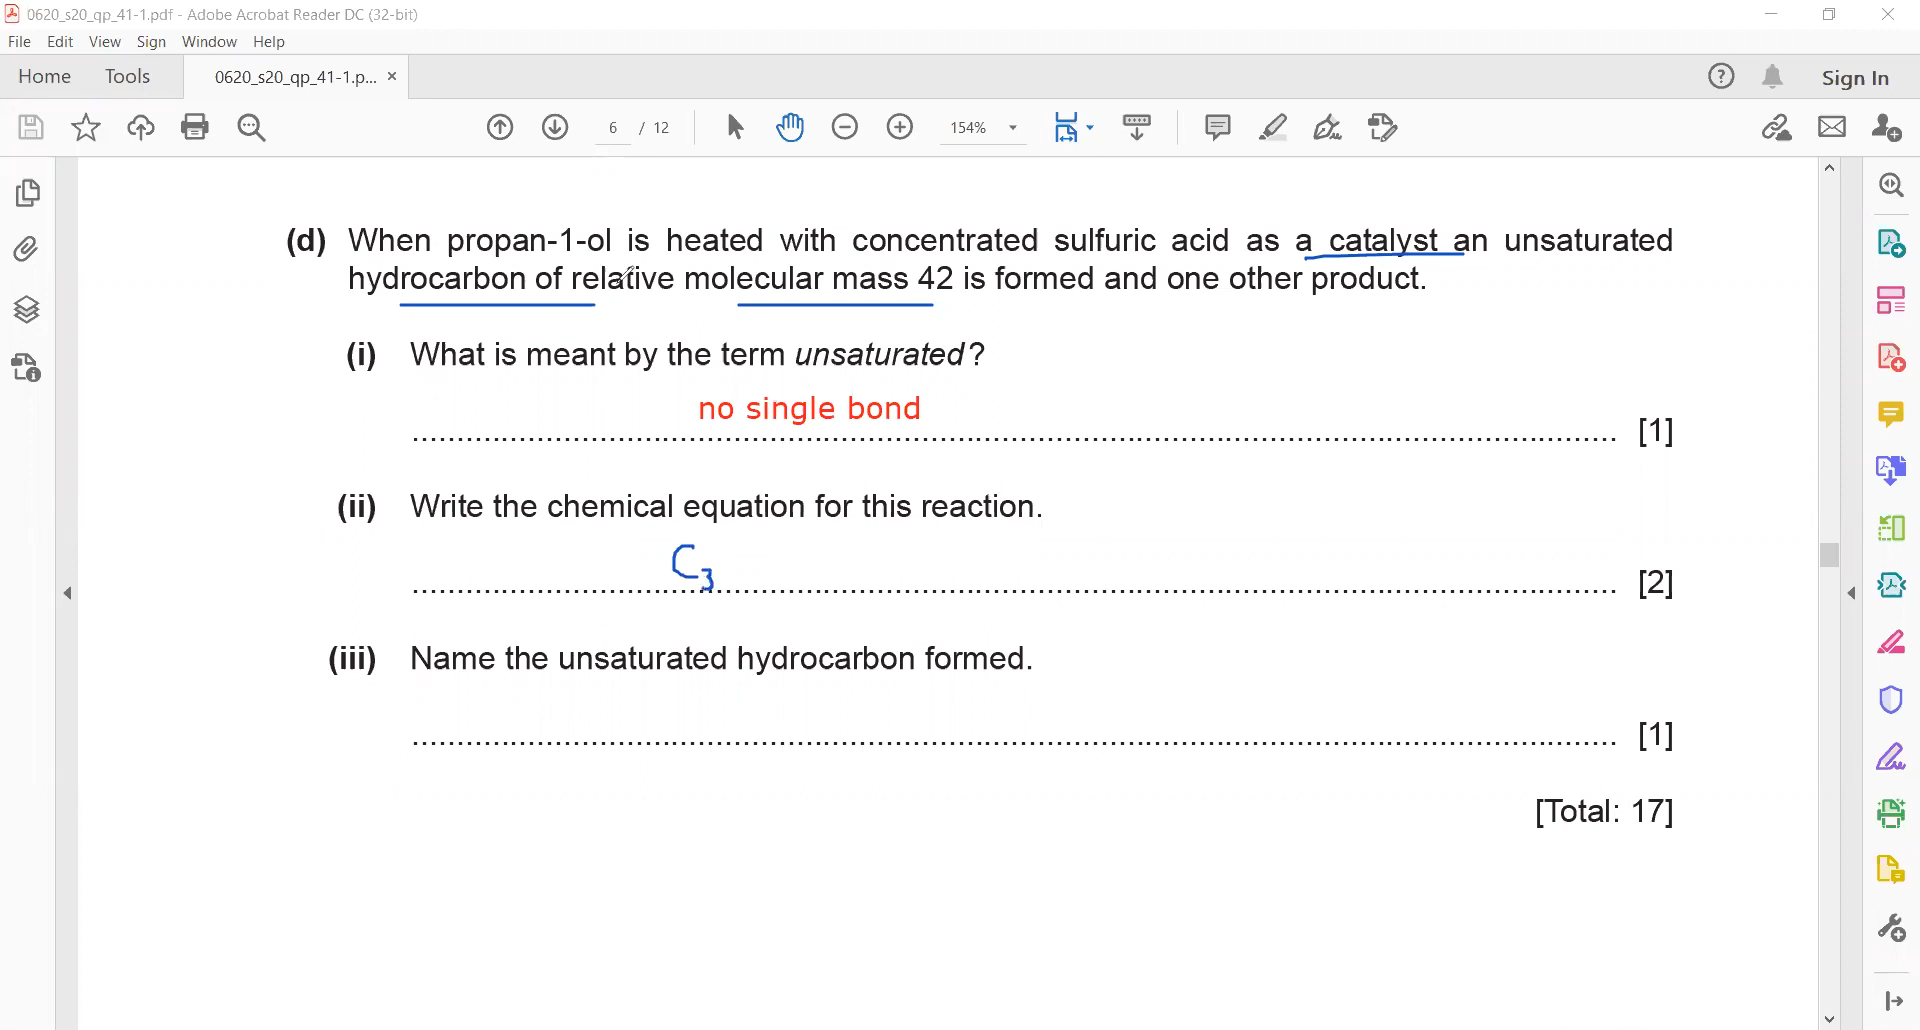 0620_s20_qp_41-1.pdf - Adobe Acrobat Reader DC (32-bit)
File Edit View Sign Window Help
Home Tools 0620_s20_qp_41-1.p... × Sign In
6 / 12 154%
(d) When propan-1-ol is heated with concentrated sulfuric acid as a catalyst an unsaturated
hydrocarbon of relative molecular mass 42 is formed and one other product.
(i) What is meant by the term unsaturated?
no single bond
[1]
(ii) Write the chemical equation for this reaction.
C₃
[2]
(iii) Name the unsaturated hydrocarbon formed.
[1]
[Total: 17]